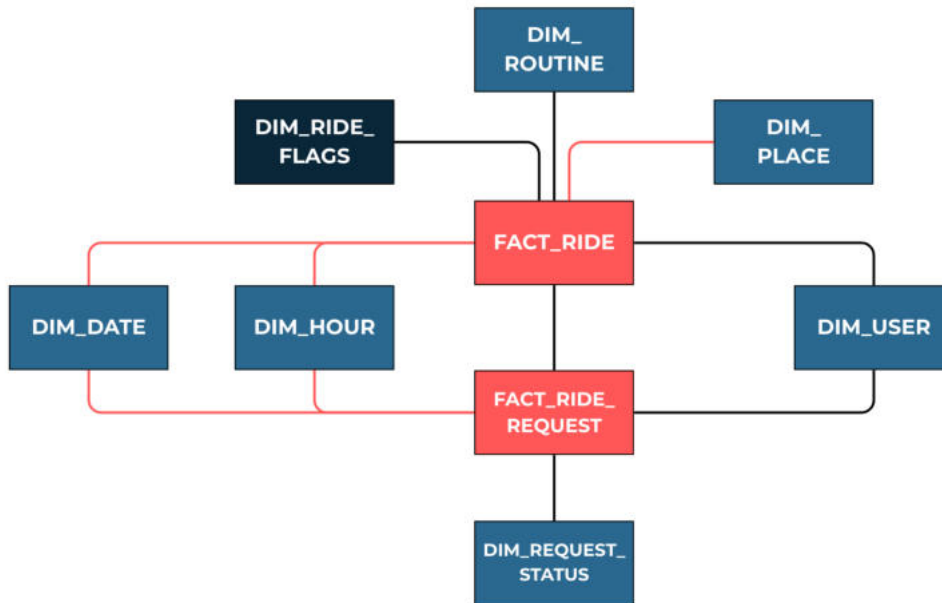 DIM_
ROUTINE
DIM_RIDE_
FLAGS
DIM_
PLACE
FACT_RIDE
DIM_DATE
DIM_HOUR
DIM_USER
FACT_RIDE_
REQUEST
DIM_REQUEST_
STATUS